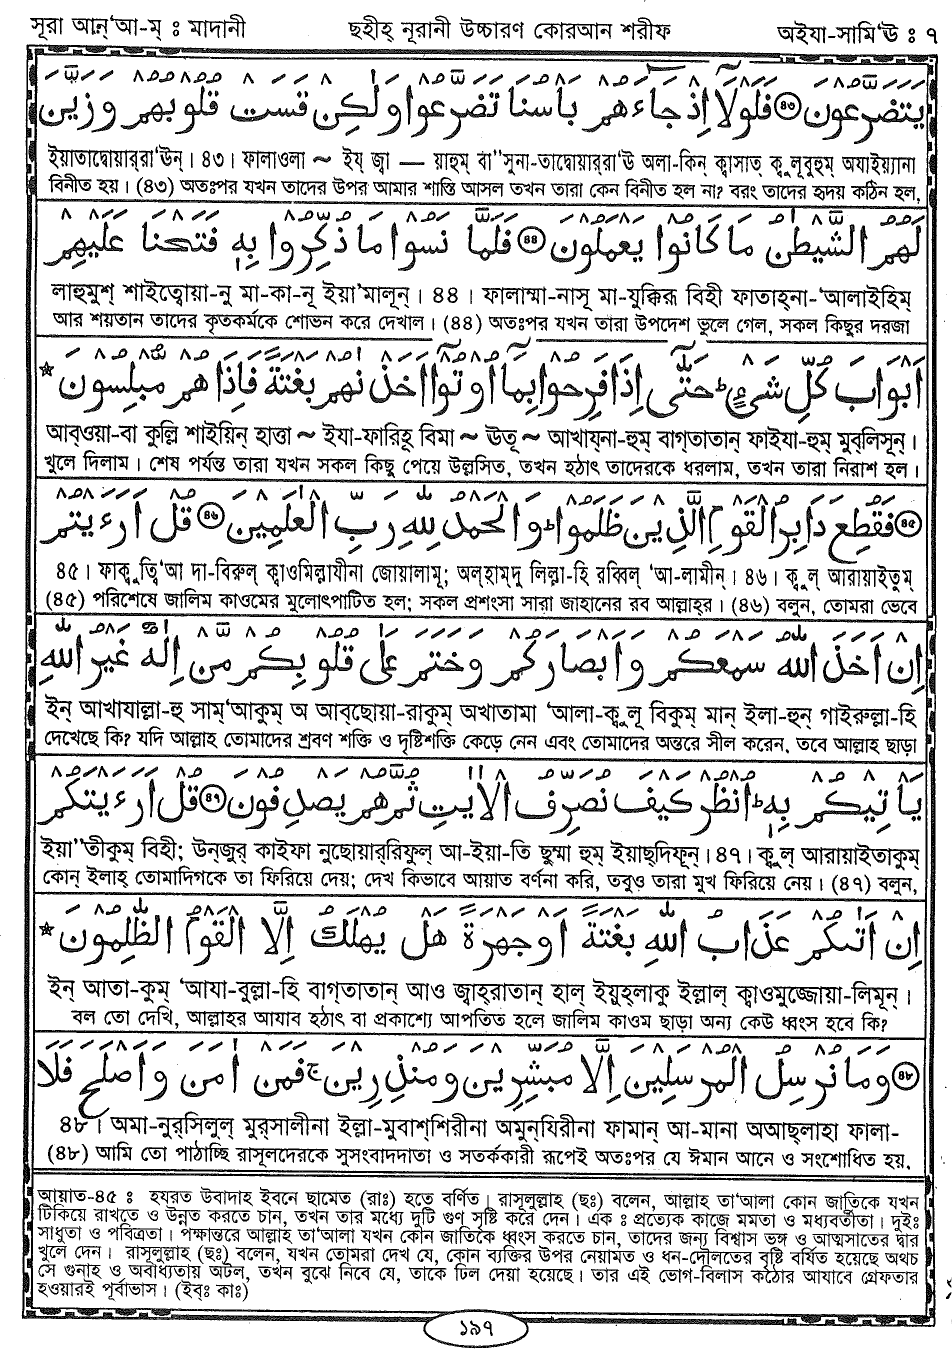 সূরা আন্'আ-ম্ : মাদানী ছহীহ্ নূরানী উচ্চারণ কোরআন শরীফ অইযা-সামি'ঊ : ৭
يَتَضَرَّعُونَ ﴿৪৩﴾ فَلَوْلَا إِذْ جَاءَهُمْ بَأْسُنَا تَضَرَّعُوا وَلٰكِنْ قَسَتْ قُلُوبُهُمْ وَزَيَّنَ
ইয়াতাদ্বোয়ার্‌রা'ঊন্। ৪৩। ফালাওলা ~ ইয্ জ্বা — য়াহুম্ বা''সুনা-তাদ্বোয়ার্‌রা'ঊ অলা-কিন্ ক্বাসাত্ ক্বুলূবুহুম্ অযাইয়্যানা
বিনীত হয়। (৪৩) অতঃপর যখন তাদের উপর আমার শাস্তি আসল তখন তারা কেন বিনীত হল না? বরং তাদের হৃদয় কঠিন হল,
لَهُمُ الشَّيْطٰنُ مَا كَانُوا يَعْمَلُونَ ﴿৪৪﴾ فَلَمَّا نَسُوا مَا ذُكِّرُوا بِهٖ فَتَحْنَا عَلَيْهِمْ
লাহুমুশ্ শাইত্বোয়া-নু মা-কা-নূ ইয়া'মালূন্। ৪৪। ফালাম্মা-নাসূ মা-যুক্কিরূ বিহী ফাতাহ্‌না-'আলাইহিম্
আর শয়তান তাদের কৃতকর্মকে শোভন করে দেখাল। (৪৪) অতঃপর যখন তারা উপদেশ ভুলে গেল, সকল কিছুর দরজা
أَبْوَابَ كُلِّ شَيْءٍ ط حَتّٰى إِذَا فَرِحُوا بِمَا أُوتُوا أَخَذْنٰهُمْ بَغْتَةً فَإِذَا هُمْ مُبْلِسُونَ *
আব্‌ওয়া-বা কুল্লি শাইয়িন্ হাত্তা ~ ইযা-ফারিহূ বিমা ~ ঊতূ ~ আখায্‌না-হুম্ বাগ্‌তাতান্ ফাইযা-হুম্ মুব্‌লিসূন্।
খুলে দিলাম। শেষ পর্যন্ত তারা যখন সকল কিছু পেয়ে উল্লসিত, তখন হঠাৎ তাদেরকে ধরলাম, তখন তারা নিরাশ হল।
﴿৪৫﴾ فَقُطِعَ دَابِرُ الْقَوْمِ الَّذِينَ ظَلَمُوا ط وَالْحَمْدُ لِلّٰهِ رَبِّ الْعٰلَمِينَ ﴿৪৬﴾ قُلْ أَرَءَيْتُمْ
৪৫। ফাক্বুত্বি'আ দা-বিরুল্ ক্বাওমিল্লাযীনা জোয়ালামূ; অল্‌হাম্‌দু লিল্লা-হি রব্বিল্ 'আ-লামীন্। ৪৬। ক্বুল্ আরায়াইতুম্
(৪৫) পরিশেষে জালিম কাওমের মূলোৎপাটিত হল; সকল প্রশংসা সারা জাহানের রব আল্লাহ্‌র। (৪৬) বলুন, তোমরা ভেবে
إِنْ أَخَذَ اللّٰهُ سَمْعَكُمْ وَأَبْصَارَكُمْ وَخَتَمَ عَلٰى قُلُوبِكُمْ مَنْ إِلٰهٌ غَيْرُ اللّٰهِ
ইন্ আখাযাল্লা-হু সাম্'আকুম্ অ আব্‌ছোয়া-রাকুম্ অখাতামা 'আলা-ক্বুলূ বিকুম্ মান্ ইলা-হুন্ গাইরুল্লা-হি
দেখেছে কি? যদি আল্লাহ তোমাদের শ্রবণ শক্তি ও দৃষ্টিশক্তি কেড়ে নেন এবং তোমাদের অন্তরে সীল করেন, তবে আল্লাহ ছাড়া
يَأْتِيكُمْ بِهٖ ط أُنْظُرْ كَيْفَ نُصَرِّفُ الْاٰيٰتِ ثُمَّ هُمْ يَصْدِفُونَ ﴿৪৭﴾ قُلْ أَرَءَيْتَكُمْ
ইয়া''তীকুম্ বিহী; উন্‌জুর্ কাইফা নুছোয়ার্‌রিফুল্ আ-ইয়া-তি ছুম্মা হুম্ ইয়াছ্‌দিফূন্। ৪৭। ক্বুল্ আরায়াইতাকুম্
কোন্ ইলাহ্ তোমাদিগকে তা ফিরিয়ে দেয়; দেখ কিভাবে আয়াত বর্ণনা করি, তবুও তারা মুখ ফিরিয়ে নেয়। (৪৭) বলুন,
إِنْ أَتٰىكُمْ عَذَابُ اللّٰهِ بَغْتَةً أَوْ جَهْرَةً هَلْ يُهْلَكُ إِلَّا الْقَوْمُ الظّٰلِمُونَ *
ইন্ আতা-কুম্ 'আযা-বুল্লা-হি বাগ্‌তাতান্ আও জ্বাহ্‌রাতান্ হাল্ ইয়ুহ্‌লাকু ইল্লাল্ ক্বাওমুজ্জোয়া-লিমূন্।
বল তো দেখি, আল্লাহর আযাব হঠাৎ বা প্রকাশ্যে আপতিত হলে জালিম কাওম ছাড়া অন্য কেউ ধ্বংস হবে কি?
﴿৪৮﴾ وَمَا نُرْسِلُ الْمُرْسَلِينَ إِلَّا مُبَشِّرِينَ وَمُنْذِرِينَ ج فَمَنْ اٰمَنَ وَأَصْلَحَ فَلَا
৪৮। অমা-নুর্‌সিলুল্ মুর্‌সালীনা ইল্লা-মুবাশ্‌শিরীনা অমুন্‌যিরীনা ফামান্ আ-মানা অআছ্‌লাহা ফালা-
(৪৮) আমি তো পাঠাচ্ছি রাসূলদেরকে সুসংবাদদাতা ও সতর্ককারী রূপেই অতঃপর যে ঈমান আনে ও সংশোধিত হয়,
আয়াত-৪৫ : হযরত উবাদাহ ইবনে ছামেত (রাঃ) হতে বর্ণিত। রাসূলুল্লাহ (ছঃ) বলেন, আল্লাহ তা'আলা কোন জাতিকে যখন
টিকিয়ে রাখতে ও উন্নত করতে চান, তখন তার মধ্যে দুটি গুণ সৃষ্টি করে দেন। এক : প্রত্যেক কাজে মমতা ও মধ্যবর্তীতা। দুইঃ
সাধুতা ও পবিত্রতা। পক্ষান্তরে আল্লাহ তা'আলা যখন কোন জাতিকে ধ্বংস করতে চান, তাদের জন্য বিশ্বাস ভঙ্গ ও আত্মসাতের দ্বার
খুলে দেন। রাসূলুল্লাহ (ছঃ) বলেন, যখন তোমরা দেখ যে, কোন ব্যক্তির উপর নেয়ামত ও ধন-দৌলতের বৃষ্টি বর্ষিত হয়েছে অথচ
সে গুনাহ ও অবাধ্যতায় অটল, তখন বুঝে নিবে যে, তাকে ঢিল দেয়া হয়েছে। তার এই ভোগ-বিলাস কঠোর আযাবে গ্রেফতার
হওয়ারই পূর্বাভাস। (ইব্ঃ কাঃ)
১৯৭